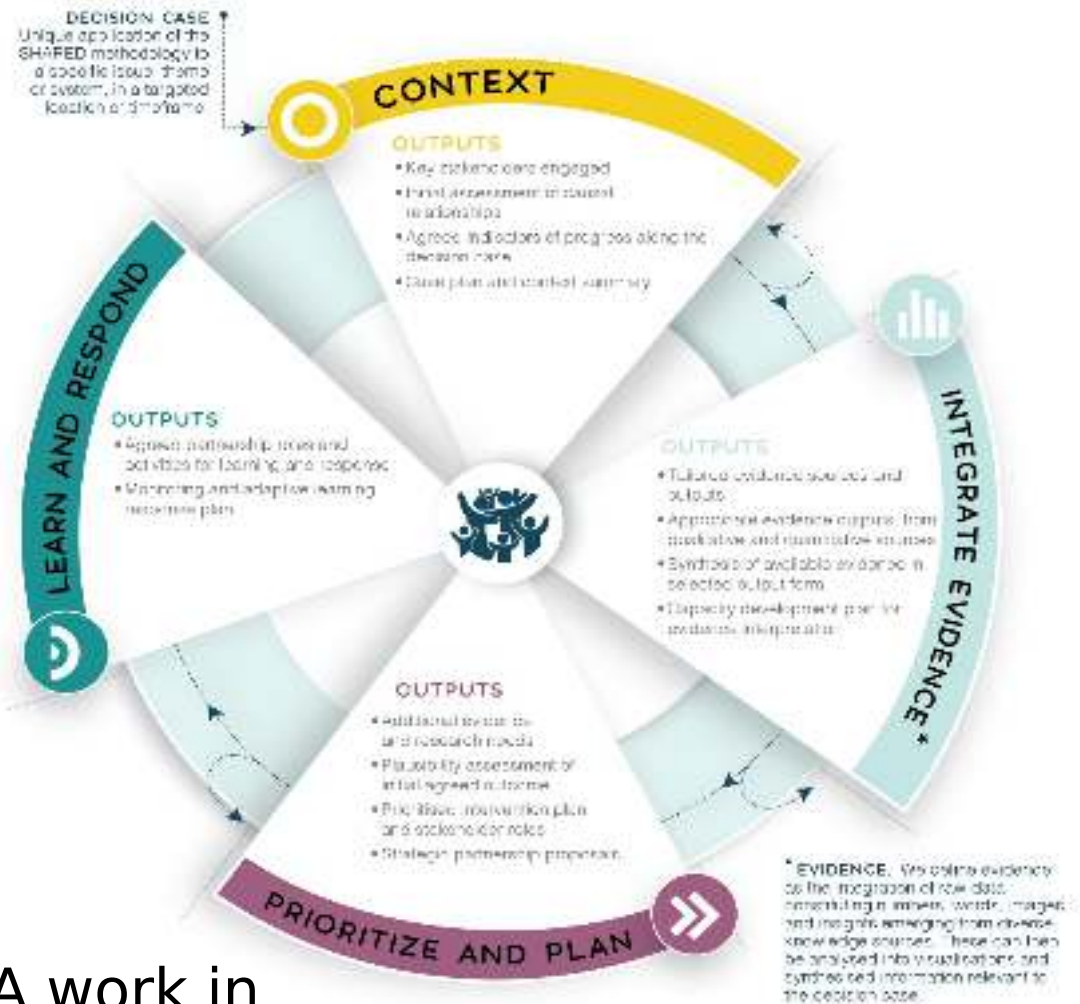 DECISION CASE
Unique application of the
SHARED methodology to
a specific issue, theme
or system, in a targeted
location or timeframe
CONTEXT
OUTPUTS
• Key stakeholders engaged
• Initial assessment of causal
relationships
• Agreed indicators of progress along the
decision case
• Case plan and context summary
LEARN AND RESPOND
OUTPUTS
• Agreed partnership roles and
activities for learning and response
• Monitoring and adaptive learning
response plan
INTEGRATE EVIDENCE*
OUTPUTS
• Tailored evidence sources and
outputs
• Appropriate evidence outputs from
qualitative and quantitative sources
• Synthesis of available evidence in
selected output form
• Capacity development plan for
evidence interpretation
OUTPUTS
• Additional evidence
and research needs
• Plausibility assessment of
initial agreed outcome
• Prioritised intervention plan
and stakeholder roles
• Strategic partnership proposals
PRIORITIZE AND PLAN
* EVIDENCE. We define evidence
as the integration of raw data
constituting numbers, words, images
and insights emerging from diverse
knowledge sources. These can then
be analysed into visualisations and
synthesised information relevant to
the decision case.
A work in